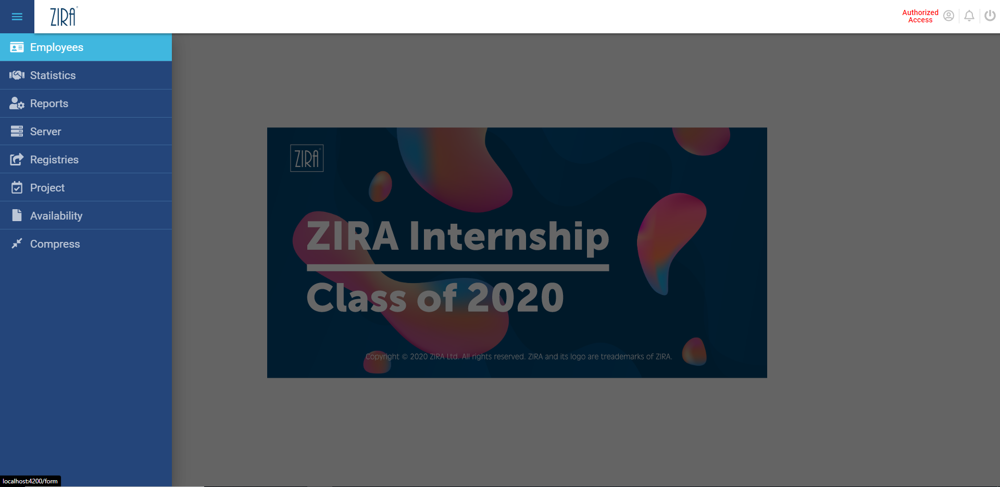 ZIRA
Authorized
Access
Employees
Statistics
Reports
Server
Registries
Project
Availability
Compress
ZIRA
ZIRA Internship
Class of 2020
Copyright © 2020 ZIRA Ltd. All rights reserved. ZIRA and its logo are treademarks of ZIRA.
localhost:4200/form